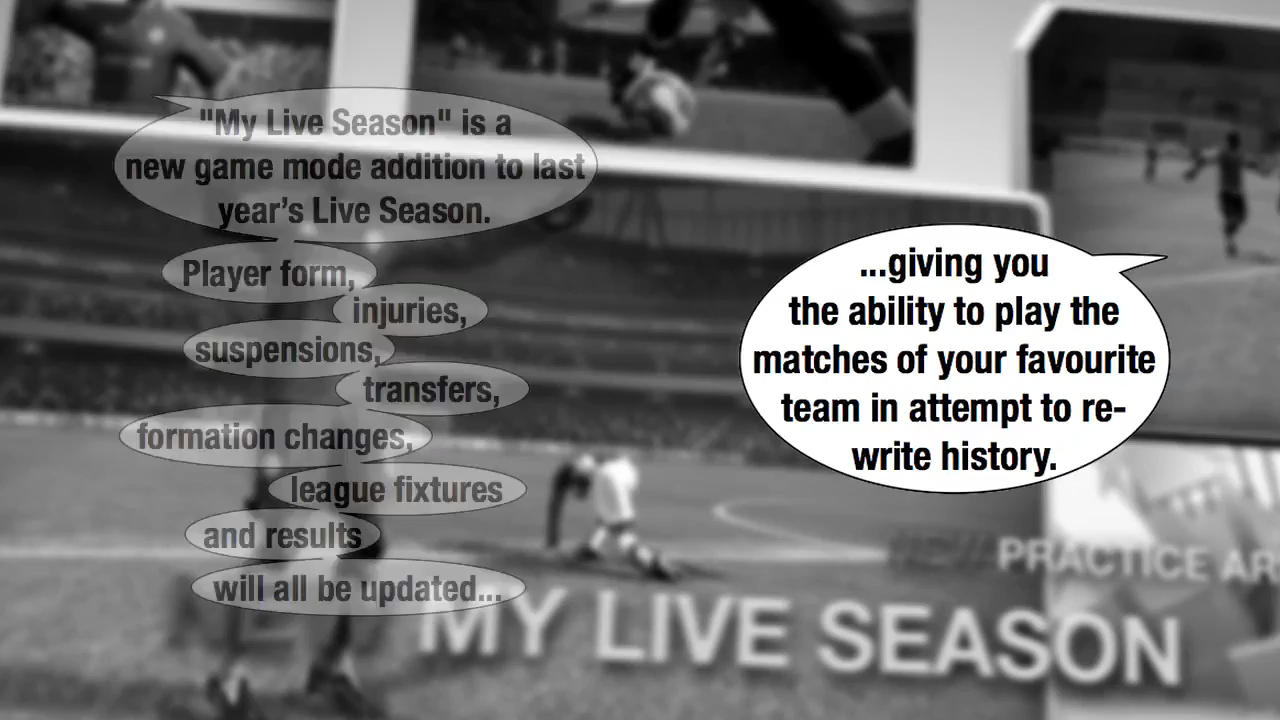 "My Live Season" is a
new game mode addition to last
year's Live Season.
Player form,
injuries,
suspensions,
transfers,
formation changes,
league fixtures
and results
will all be updated...
...giving you
the ability to play the
matches of your favourite
team in attempt to re-
write history.
PRACTICE AR
MY LIVE SEASON